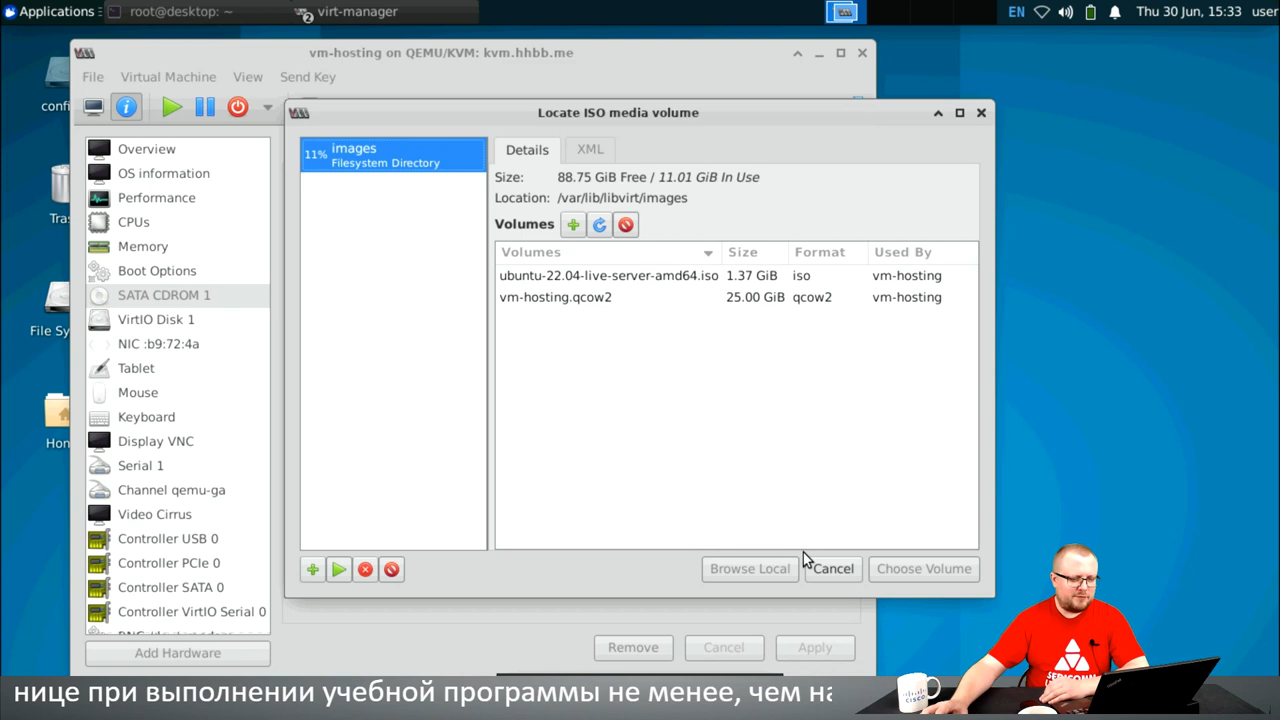 Applications
root@desktop: ~
2
virt-manager
EN
Thu 30 Jun, 15:33
user
vm-hosting on QEMU/KVM: kvm.hhbb.me
File
Virtual Machine
View
Send Key
confi
Tras
File Sy
Hom
Overview
OS information
Performance
CPUs
Memory
Boot Options
SATA CDROM 1
VirtIO Disk 1
NIC :b9:72:4a
Tablet
Mouse
Keyboard
Display VNC
Serial 1
Channel qemu-ga
Video Cirrus
Controller USB 0
Controller PCIe 0
Controller SATA 0
Controller VirtIO Serial 0
Add Hardware
Remove
Cancel
Apply
Locate ISO media volume
11%
images
Filesystem Directory
Details
XML
Size: 88.75 GiB Free / 11.01 GiB In Use
Location: /var/lib/libvirt/images
Volumes
Volumes Size Format Used By
ubuntu-22.04-live-server-amd64.iso 1.37 GiB iso vm-hosting
vm-hosting.qcow2 25.00 GiB qcow2 vm-hosting
Browse Local
Cancel
Choose Volume
нице при выполнении учебной программы не менее, чем на
CISCO